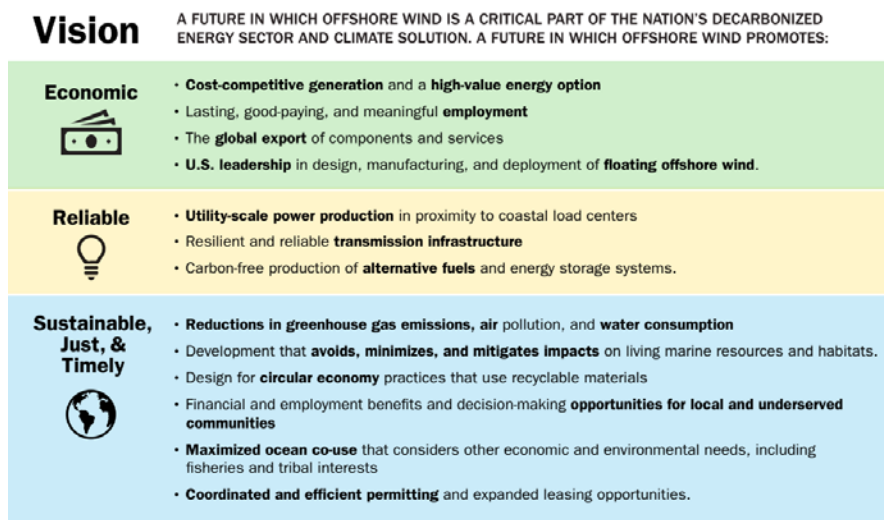 Vision
A FUTURE IN WHICH OFFSHORE WIND IS A CRITICAL PART OF THE NATION'S DECARBONIZED
ENERGY SECTOR AND CLIMATE SOLUTION. A FUTURE IN WHICH OFFSHORE WIND PROMOTES:
Economic
• Cost-competitive generation and a high-value energy option
• Lasting, good-paying, and meaningful employment
• The global export of components and services
• U.S. leadership in design, manufacturing, and deployment of floating offshore wind.
Reliable
• Utility-scale power production in proximity to coastal load centers
• Resilient and reliable transmission infrastructure
• Carbon-free production of alternative fuels and energy storage systems.
Sustainable,
Just, &
Timely
• Reductions in greenhouse gas emissions, air pollution, and water consumption
• Development that avoids, minimizes, and mitigates impacts on living marine resources and habitats.
• Design for circular economy practices that use recyclable materials
• Financial and employment benefits and decision-making opportunities for local and underserved
communities
• Maximized ocean co-use that considers other economic and environmental needs, including
fisheries and tribal interests
• Coordinated and efficient permitting and expanded leasing opportunities.